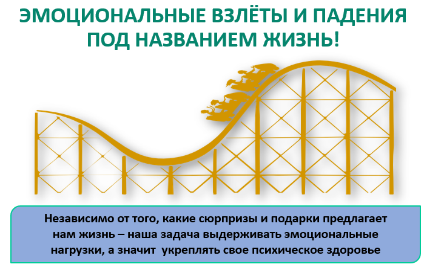 ЭМОЦИОНАЛЬНЫЕ ВЗЛЁТЫ И ПАДЕНИЯ
ПОД НАЗВАНИЕМ ЖИЗНЬ!
Независимо от того, какие сюрпризы и подарки предлагает
нам жизнь – наша задача выдерживать эмоциональные
нагрузки, а значит укреплять свое психическое здоровье